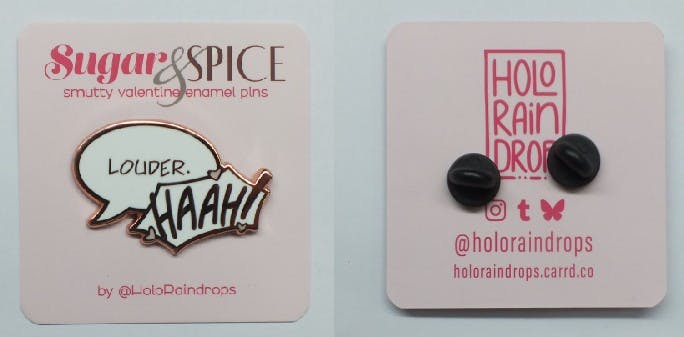 Sugar & SPICE
smutty valentine enamel pins
LOUDER.
HAAH!
by @HoloRaindrops
HOLO
RAIN
DROP
@holoraindrops
holoraindrops.carrd.co